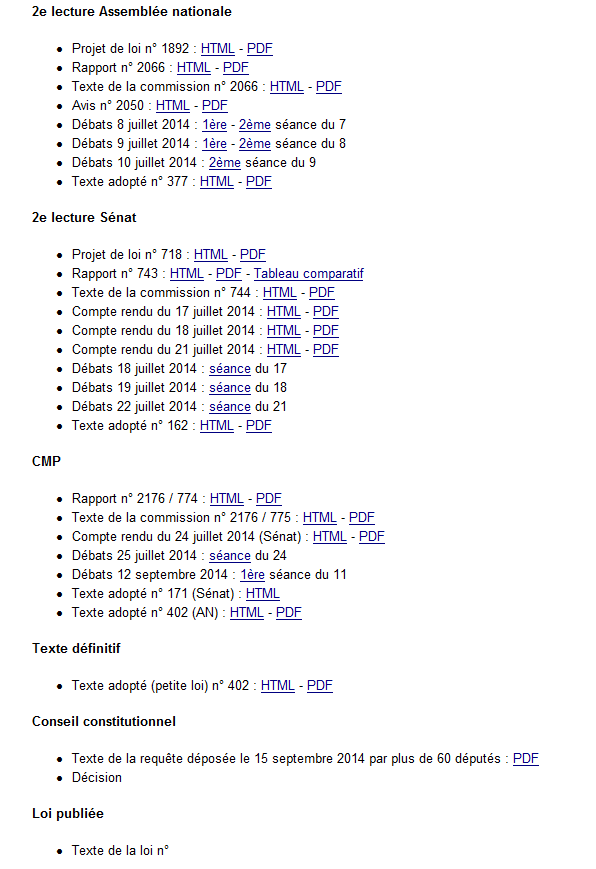 2e lecture Assemblée nationale
Projet de loi n° 1892 : HTML - PDF
Rapport n° 2066 : HTML - PDF
Texte de la commission n° 2066 : HTML - PDF
Avis n° 2050 : HTML - PDF
Débats 8 juillet 2014 : 1ère - 2ème séance du 7
Débats 9 juillet 2014 : 1ère - 2ème séance du 8
Débats 10 juillet 2014 : 2ème séance du 9
Texte adopté n° 377 : HTML - PDF
2e lecture Sénat
Projet de loi n° 718 : HTML - PDF
Rapport n° 743 : HTML - PDF - Tableau comparatif
Texte de la commission n° 744 : HTML - PDF
Compte rendu du 17 juillet 2014 : HTML - PDF
Compte rendu du 18 juillet 2014 : HTML - PDF
Compte rendu du 21 juillet 2014 : HTML - PDF
Débats 18 juillet 2014 : séance du 17
Débats 19 juillet 2014 : séance du 18
Débats 22 juillet 2014 : séance du 21
Texte adopté n° 162 : HTML - PDF
CMP
Rapport n° 2176 / 774 : HTML - PDF
Texte de la commission n° 2176 / 775 : HTML - PDF
Compte rendu du 24 juillet 2014 (Sénat) : HTML - PDF
Débats 25 juillet 2014 : séance du 24
Débats 12 septembre 2014 : 1ère séance du 11
Texte adopté n° 171 (Sénat) : HTML
Texte adopté n° 402 (AN) : HTML - PDF
Texte définitif
Texte adopté (petite loi) n° 402 : HTML - PDF
Conseil constitutionnel
Texte de la requête déposée le 15 septembre 2014 par plus de 60 députés : PDF
Décision
Loi publiée
Texte de la loi n°